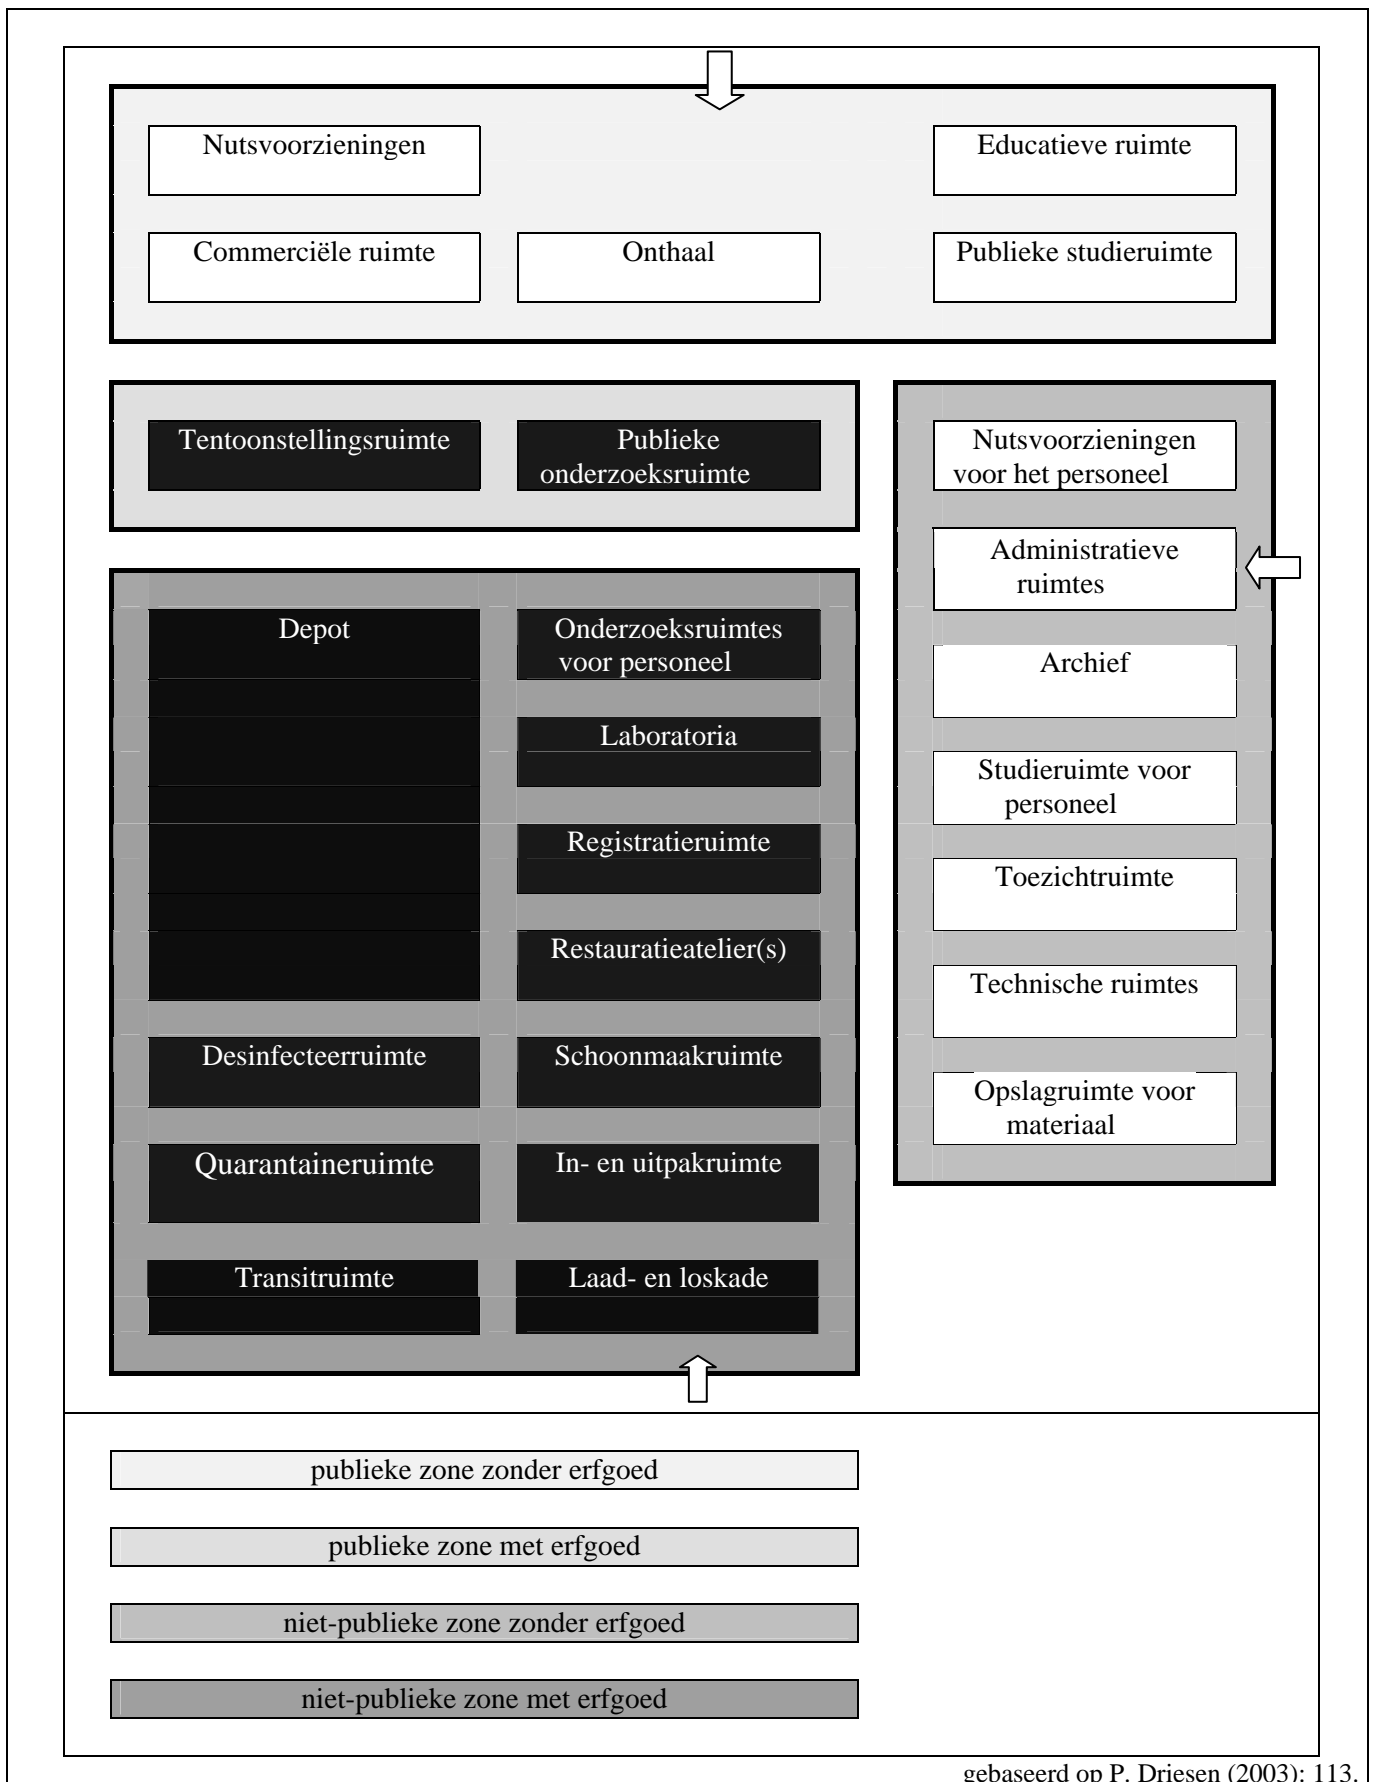 Nutsvoorzieningen
Educatieve ruimte
Commerciële ruimte
Onthaal
Publieke studieruimte
Tentoonstellingsruimte
Publieke
onderzoeksruimte
Nutsvoorzieningen
voor het personeel
Administratieve
ruimtes
Archief
Studieruimte voor
personeel
Toezichtruimte
Technische ruimtes
Opslagruimte voor
materiaal
Depot
Onderzoeksruimtes
voor personeel
Laboratoria
Registratieruimte
Restauratieatelier(s)
Desinfecteerruimte
Schoonmaakruimte
Quarantaineruimte
In- en uitpakruimte
Transitruimte
Laad- en loskade
publieke zone zonder erfgoed
publieke zone met erfgoed
niet-publieke zone zonder erfgoed
niet-publieke zone met erfgoed
gebaseerd op P. Driesen (2003): 113.